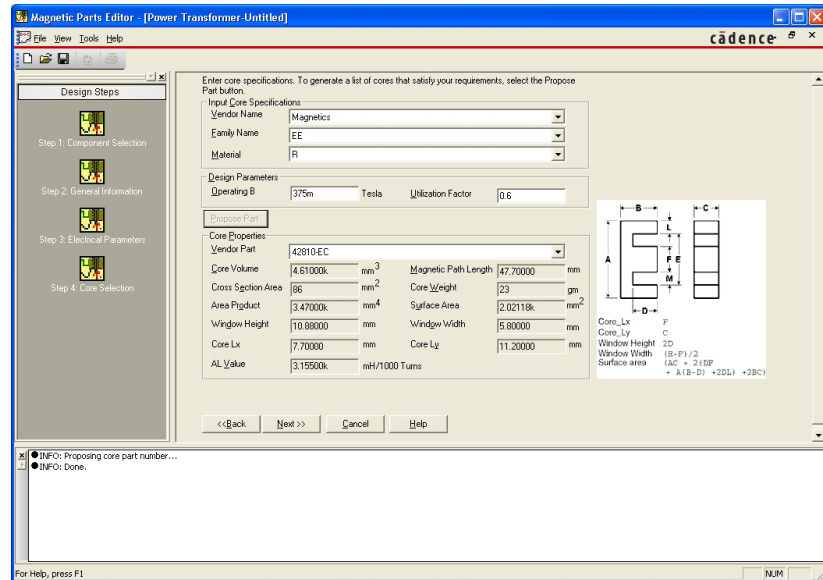 Magnetic Parts Editor - [Power Transformer-Untitled]
File View Tools Help
cādence
Design Steps
Step 1: Component Selection
Step 2: General Information
Step 3: Electrical Parameters
Step 4: Core Selection
Enter core specifications. To generate a list of cores that satisfy your requirements, select the Propose
Part button.
Input Core Specifications
Vendor Name Magnetics
Family Name EE
Material R
Design Parameters
Operating B 375m Tesla Utilization Factor 0.6
Propose Part
Core Properties
Vendor Part 42810-EC
Core Volume 4.61000k mm3 Magnetic Path Length 47.70000 mm
Cross Section Area 86 mm2 Core Weight 23 gm
Area Product 3.47000k mm4 Surface Area 2.02118k mm2
Window Height 10.88000 mm Window Width 5.80000 mm
Core Lx 7.70000 mm Core Ly 11.20000 mm
AL Value 3.15500k mH/1000 Turns
B C
L
A F E
M
D
Core_Lx F
Core_Ly C
Window Height 2D
Window Width (E-F)/2
Surface area (AC + 2(DF
+ A(B-D) +2DL) +2BC)
<<Back Next>> Cancel Help
INFO: Proposing core part number...
INFO: Done.
For Help, press F1
NUM